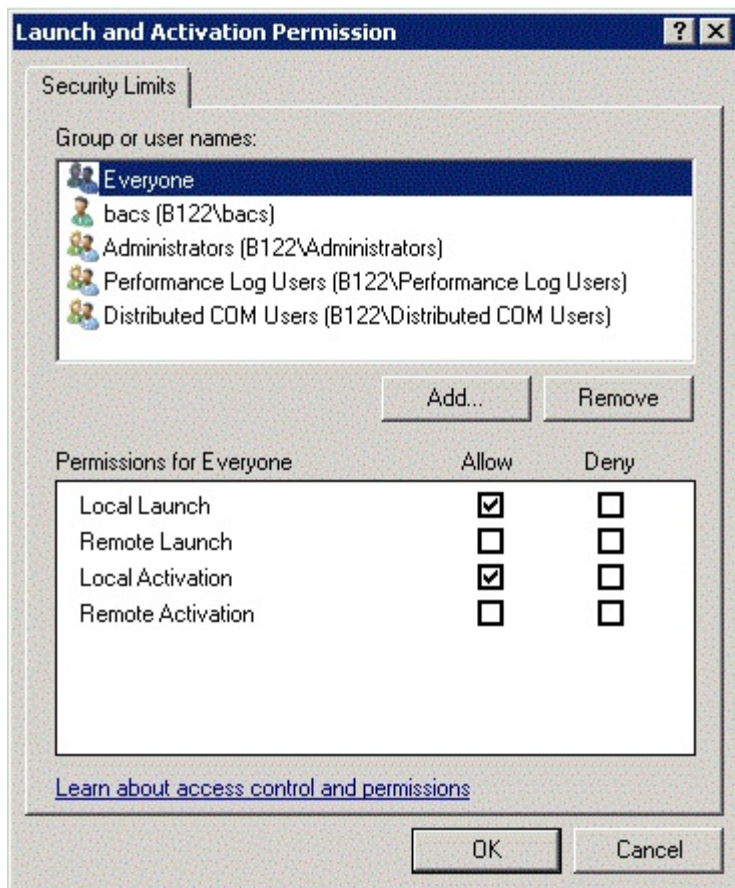 Launch and Activation Permission
Security Limits
Group or user names:
Everyone
bacs (B122\bacs)
Administrators (B122\Administrators)
Performance Log Users (B122\Performance Log Users)
Distributed COM Users (B122\Distributed COM Users)
Add... Remove
Permissions for Everyone Allow Deny
Local Launch
Remote Launch
Local Activation
Remote Activation
Learn about access control and permissions
OK Cancel